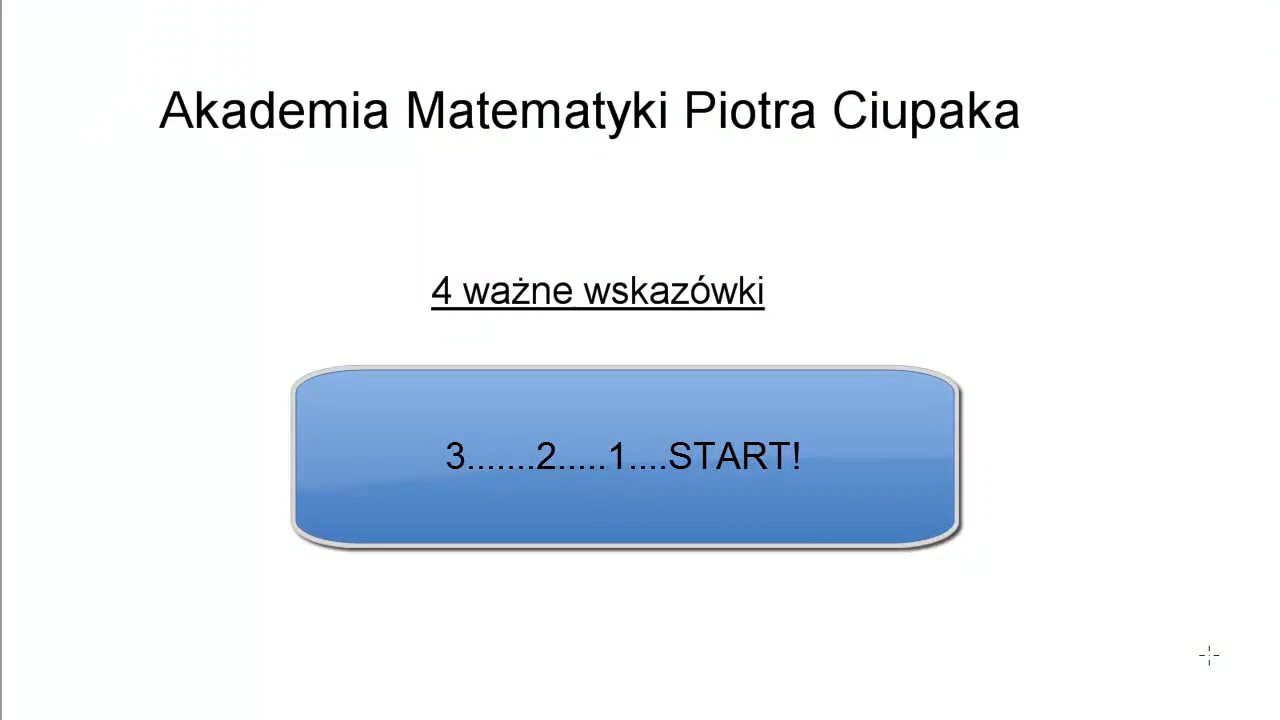 Akademia Matematyki Piotra Ciupaka
4 ważne wskazówki
3.......2.....1....START!